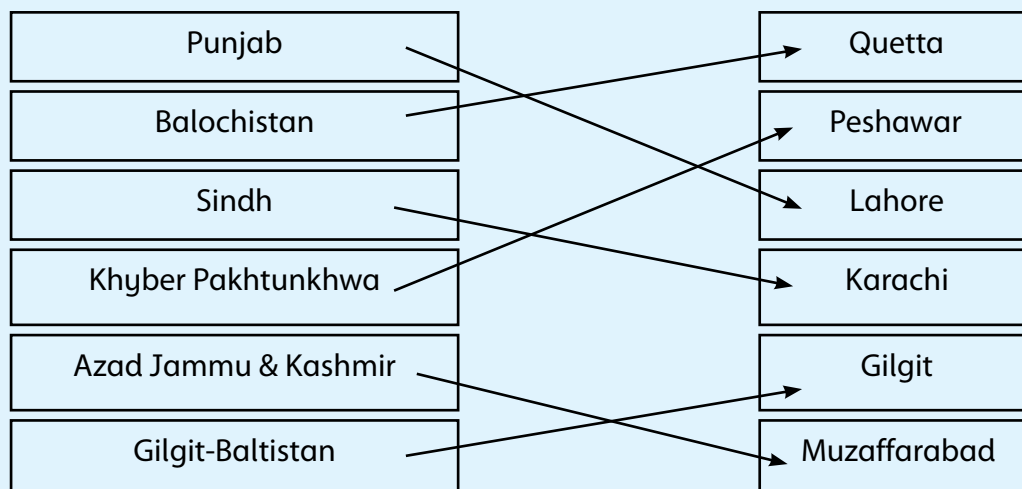 Punjab
Quetta
Balochistan
Peshawar
Sindh
Lahore
Khyber Pakhtunkhwa
Karachi
Azad Jammu & Kashmir
Gilgit
Gilgit-Baltistan
Muzaffarabad